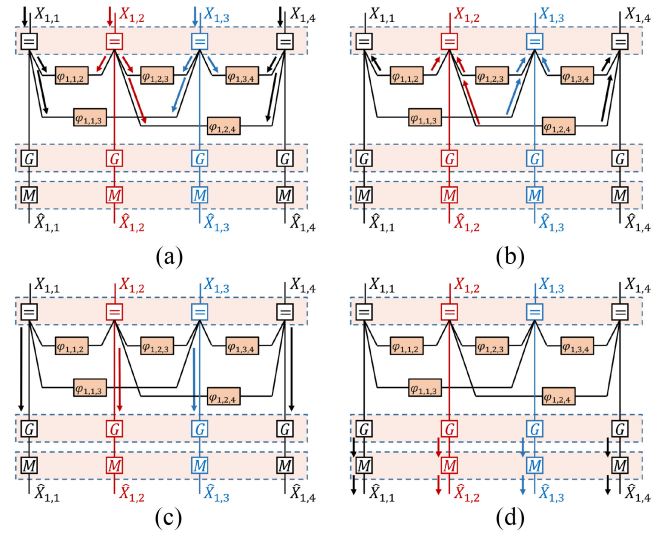 X₁,₁ X₁,₂ X₁,₃ X₁,₄
= = = =
φ₁,₁,₂ φ₁,₂,₃ φ₁,₃,₄
φ₁,₁,₃ φ₁,₂,₄
G G G G
M M M M
X̂₁,₁ X̂₁,₂ X̂₁,₃ X̂₁,₄
(a)
X₁,₁ X₁,₂ X₁,₃ X₁,₄
= = = =
φ₁,₁,₂ φ₁,₂,₃ φ₁,₃,₄
φ₁,₁,₃ φ₁,₂,₄
G G G G
M M M M
X̂₁,₁ X̂₁,₂ X̂₁,₃ X̂₁,₄
(b)
X₁,₁ X₁,₂ X₁,₃ X₁,₄
= = = =
φ₁,₁,₂ φ₁,₂,₃ φ₁,₃,₄
φ₁,₁,₃ φ₁,₂,₄
G G G G
M M M M
X̂₁,₁ X̂₁,₂ X̂₁,₃ X̂₁,₄
(c)
X₁,₁ X₁,₂ X₁,₃ X₁,₄
= = = =
φ₁,₁,₂ φ₁,₂,₃ φ₁,₃,₄
φ₁,₁,₃ φ₁,₂,₄
G G G G
M M M M
X̂₁,₁ X̂₁,₂ X̂₁,₃ X̂₁,₄
(d)